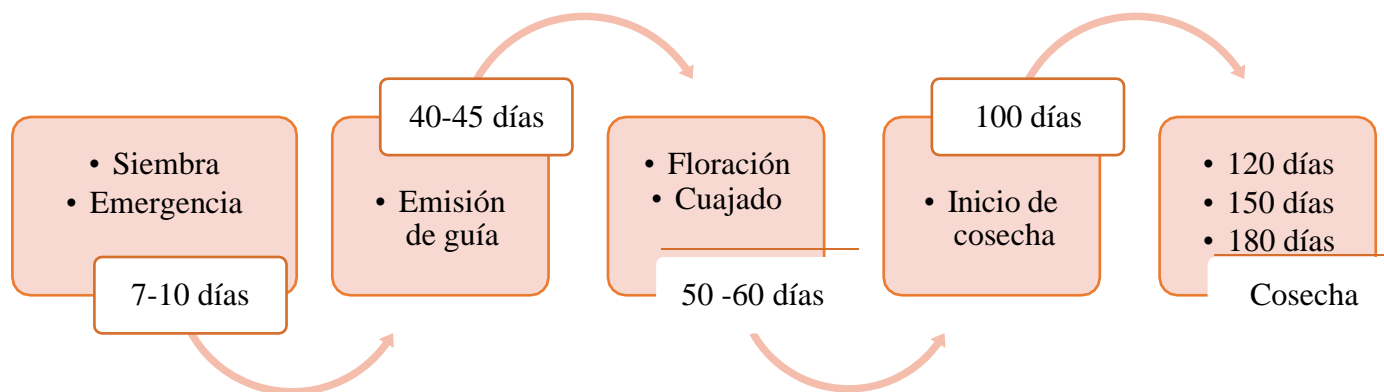 • Siembra
• Emergencia
7-10 días
40-45 días
• Emisión
de guía
• Floración
• Cuajado
50 -60 días
100 días
• Inicio de
cosecha
• 120 días
• 150 días
• 180 días
Cosecha